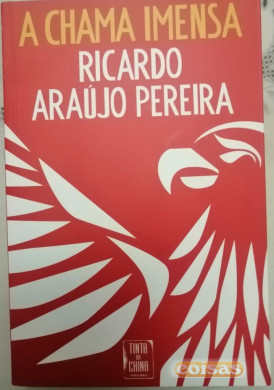 A CHAMA IMENSA
RICARDO
ARAÚJO PEREIRA
TINTA
DA
CHINA
coisas